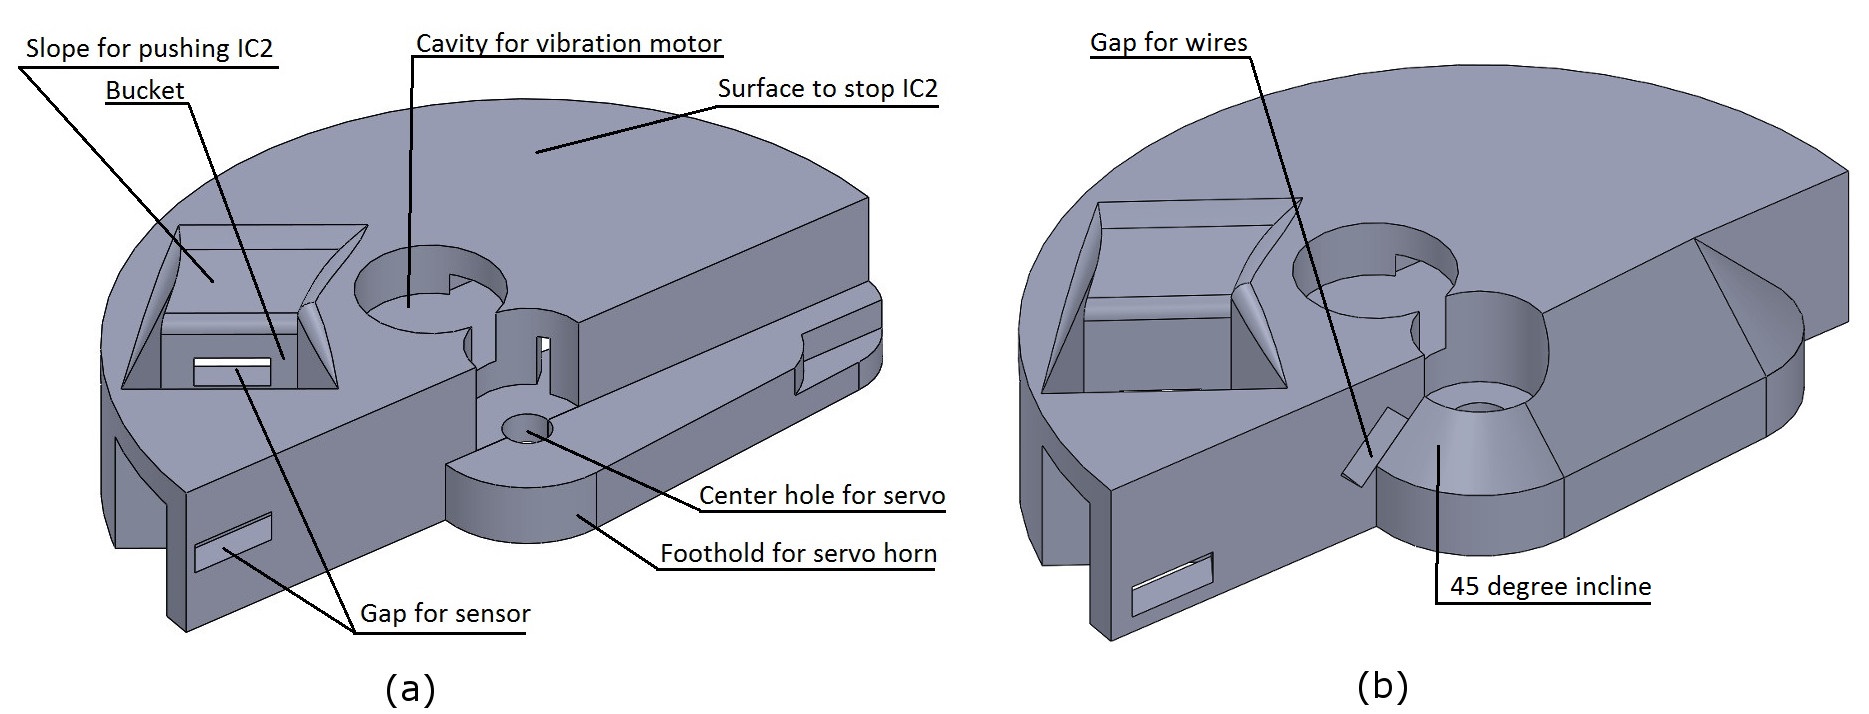 Slope for pushing IC2
Bucket
Cavity for vibration motor
Surface to stop IC2
Center hole for servo
Foothold for servo horn
Gap for sensor
(a)
Gap for wires
45 degree incline
(b)